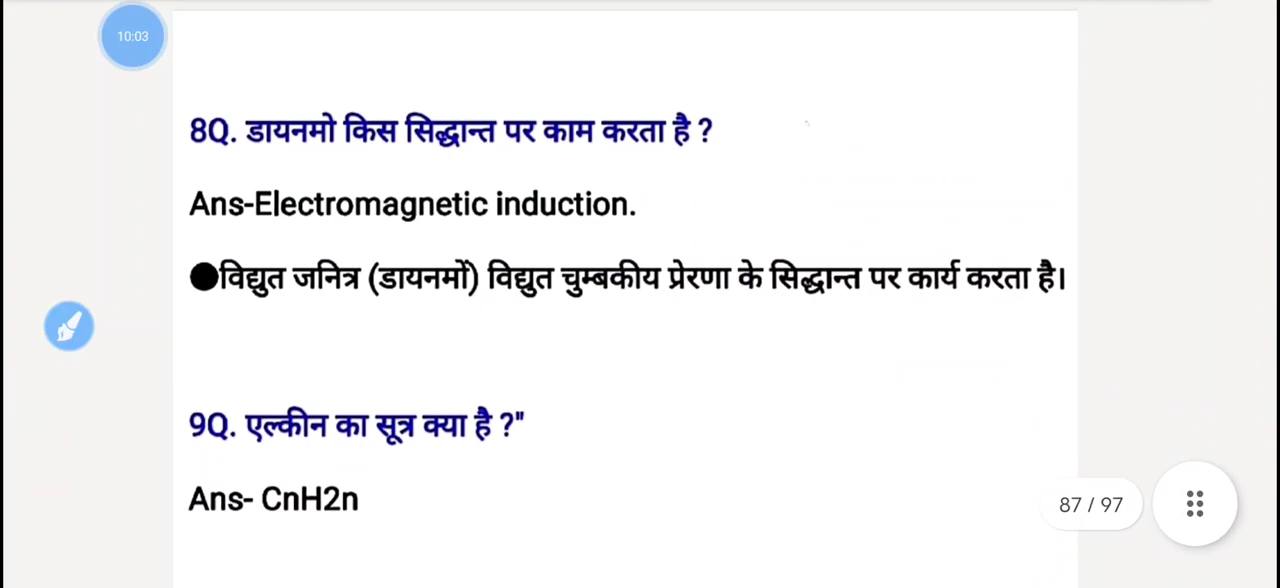 10:03
8Q. डायनमो किस सिद्धान्त पर काम करता है ?
Ans-Electromagnetic induction.
●विद्युत जनित्र (डायनमों) विद्युत चुम्बकीय प्रेरणा के सिद्धान्त पर कार्य करता है।
9Q. एल्कीन का सूत्र क्या है ?"
Ans- CnH2n
87 / 97